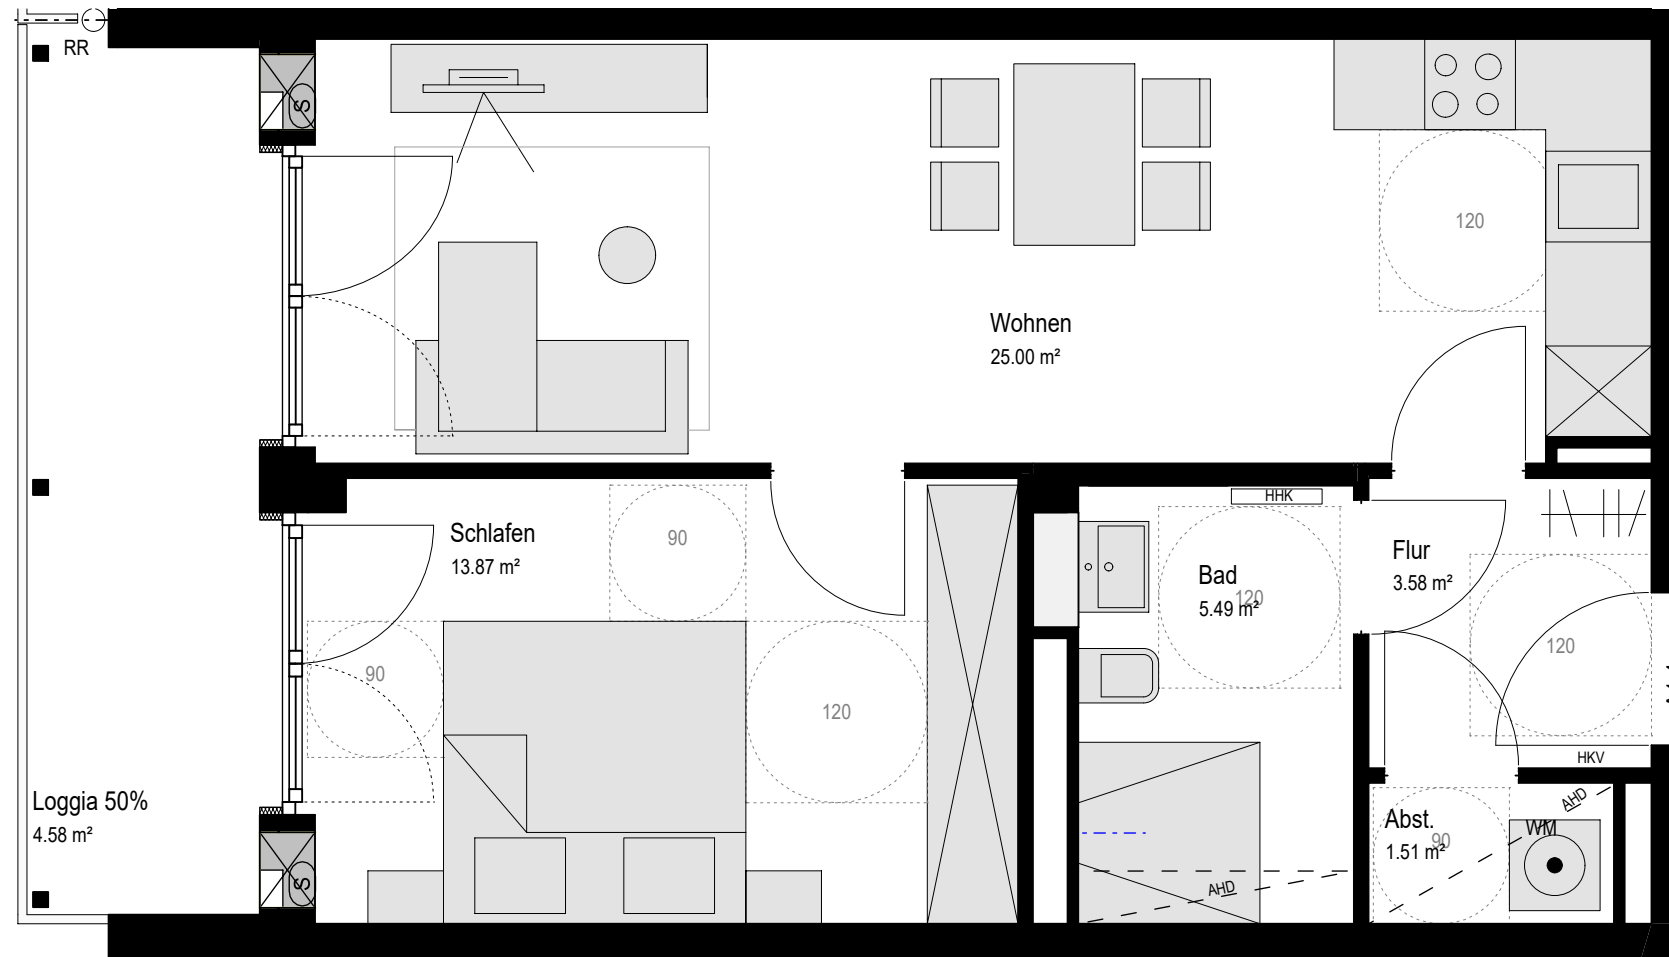 RR
S
120
Wohnen
25.00 m²
HHK
Schlafen
13.87 m²
90
Flur
3.58 m²
Bad
5.49 m²
120
120
90
120
HKV
Loggia 50%
4.58 m²
AHD
Abst.
1.51 m²
90
WM
S
AHD